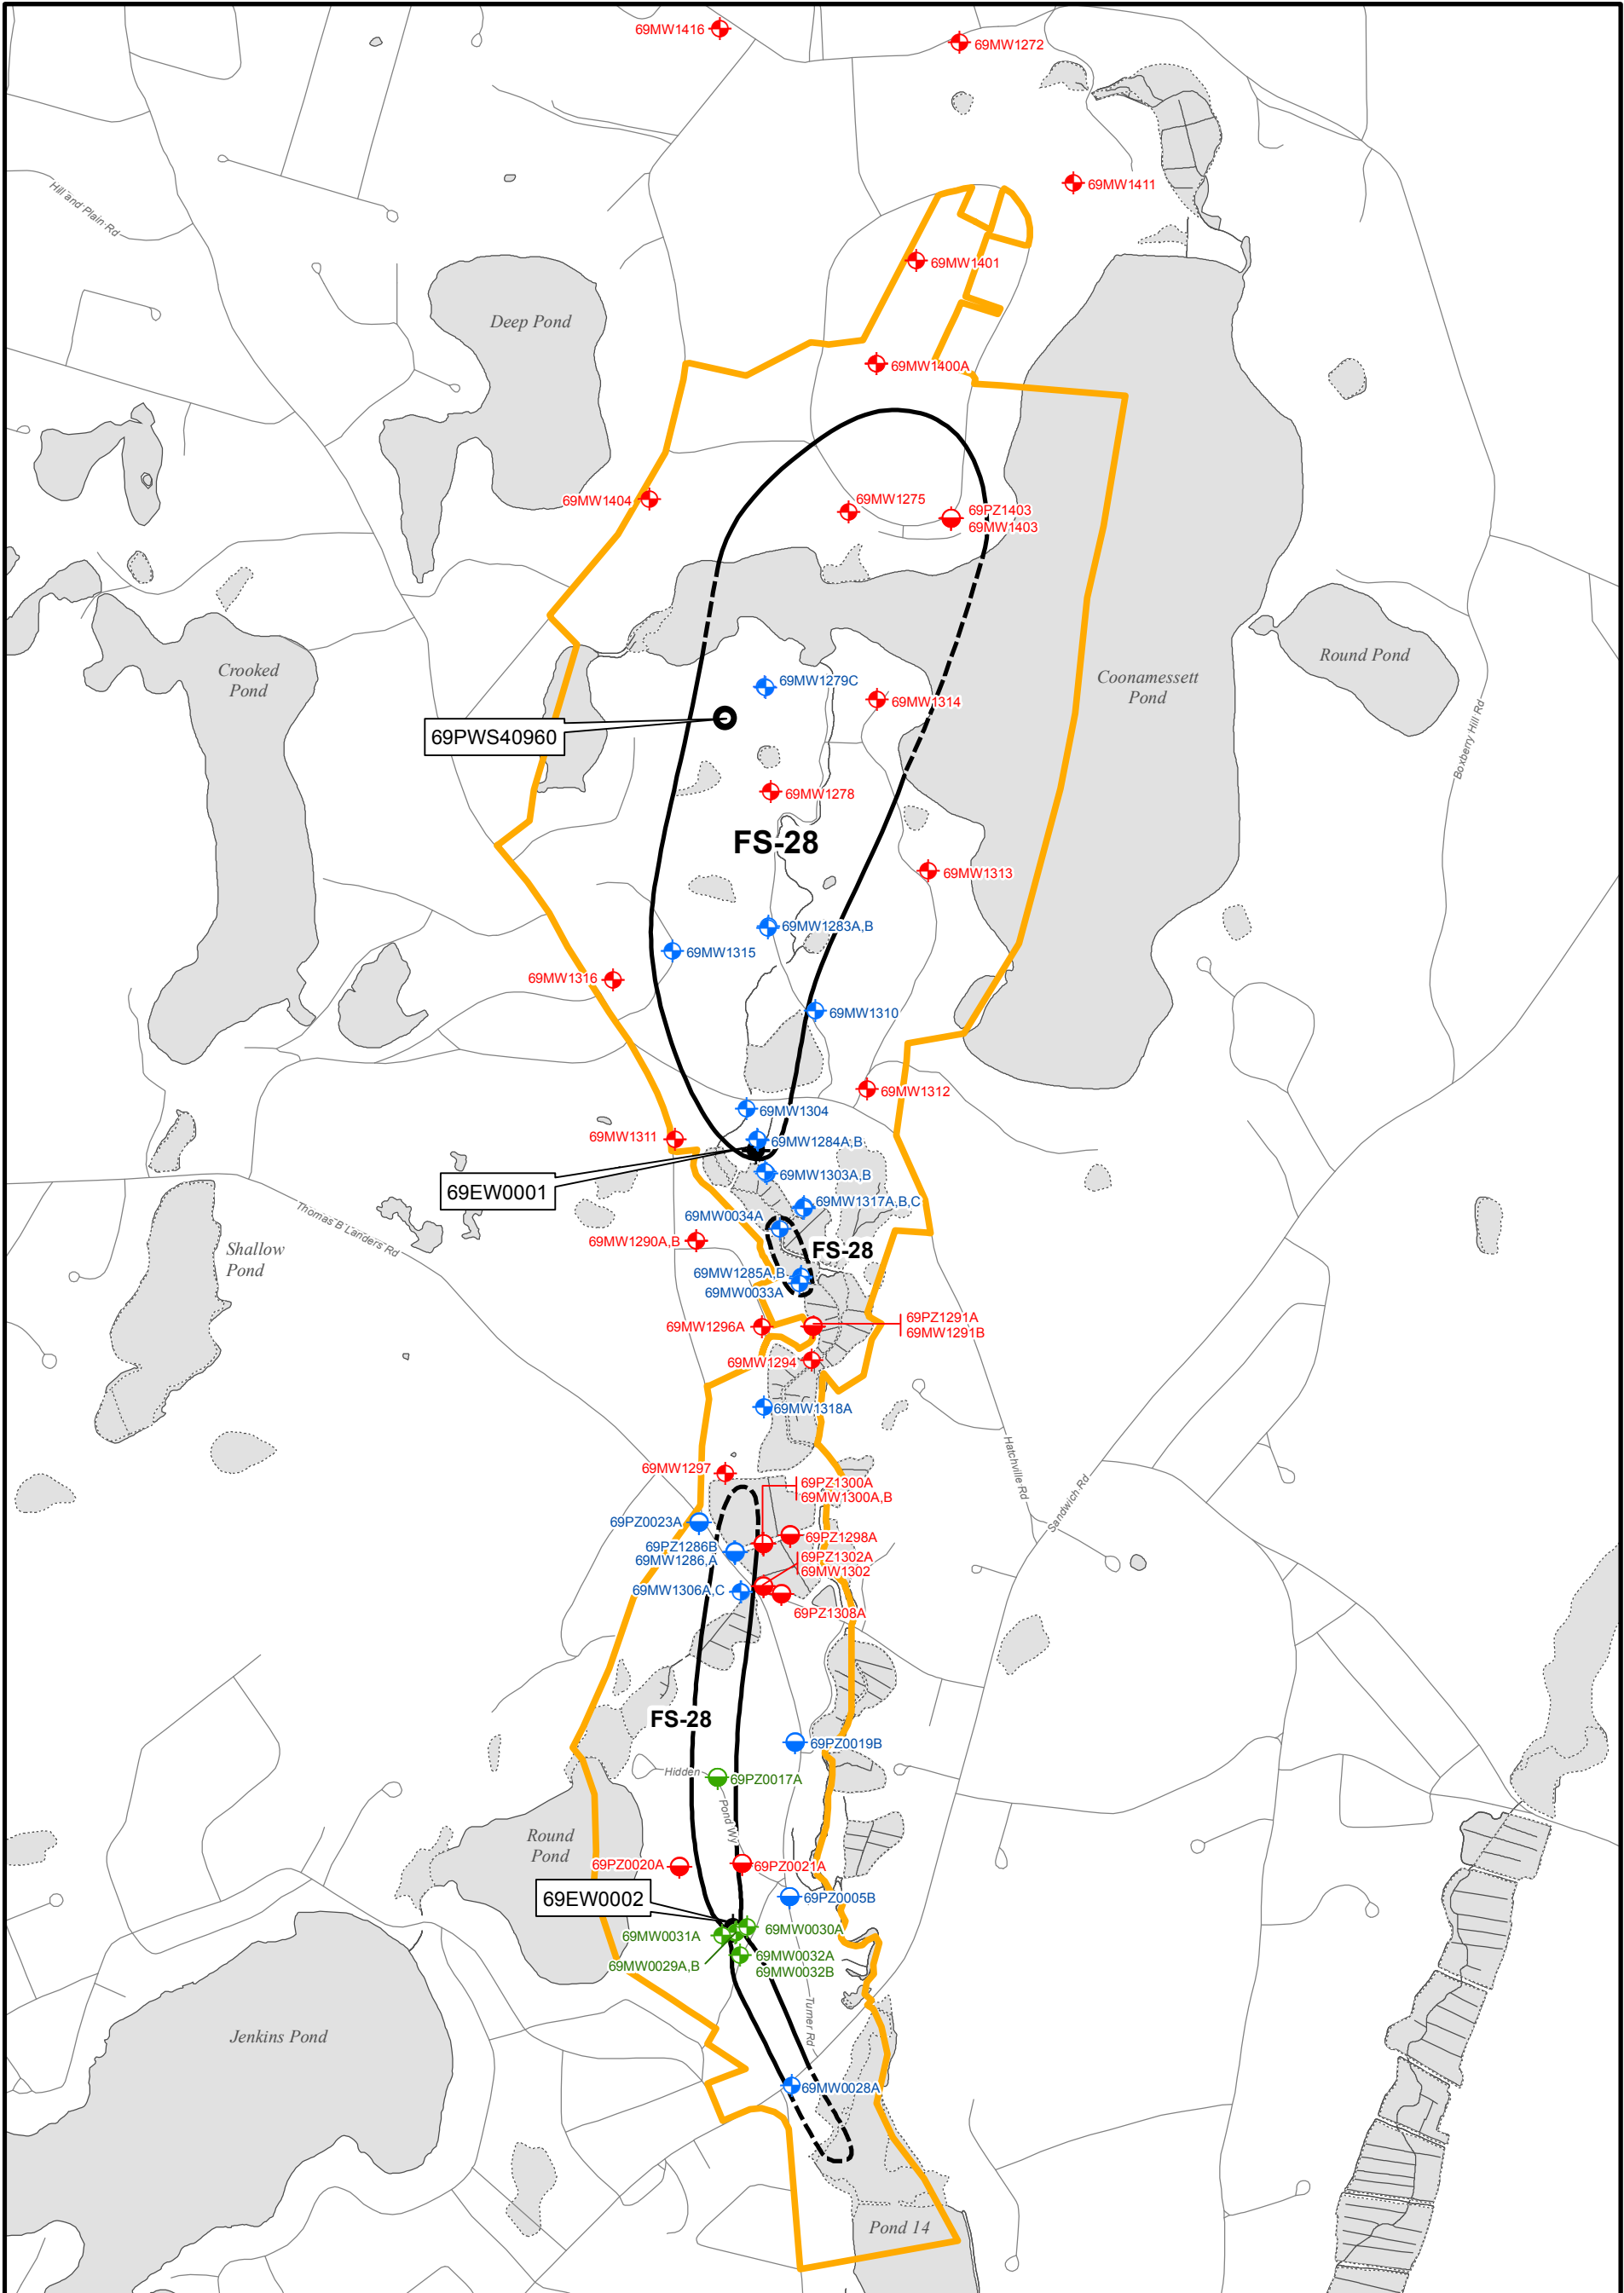 69MW1416
69MW1272
69MW1411
Hill and Plain Rd
69MW1401
Deep Pond
69MW1400A
69MW1404
69MW1275
69PZ1403
69MW1403
Crooked
Pond
Round Pond
Coonamessett
Pond
69MW1279C
69MW1314
69PWS40960
Boxberry Hill Rd
69MW1278
FS-28
69MW1313
69MW1283A,B
69MW1315
69MW1316
69MW1310
69MW1312
69MW1304
69MW1311
69MW1284A,B
69MW1303A,B
69EW0001
69MW1317A,B,C
Thomas B Landers Rd
69MW0034A
69MW1290A,B
Shallow
Pond
FS-28
69MW1285A,B
69MW0033A
69PZ1291A
69MW1291B
69MW1296A
69MW1294
69MW1318A
Hatchville Rd
Sandwich Rd
69MW1297
69PZ1300A
69MW1300A,B
69PZ0023A
69PZ1298A
69PZ1286B
69MW1286,A
69PZ1302A
69MW1302
69MW1306A,C
69PZ1308A
FS-28
69PZ0019B
Hidden
Pond Wy
69PZ0017A
Round
Pond
69PZ0020A
69PZ0021A
69EW0002
69PZ0005B
69MW0030A
69MW0031A
69MW0032A
69MW0029A,B
69MW0032B
Turner Rd
Jenkins Pond
69MW0028A
Pond 14